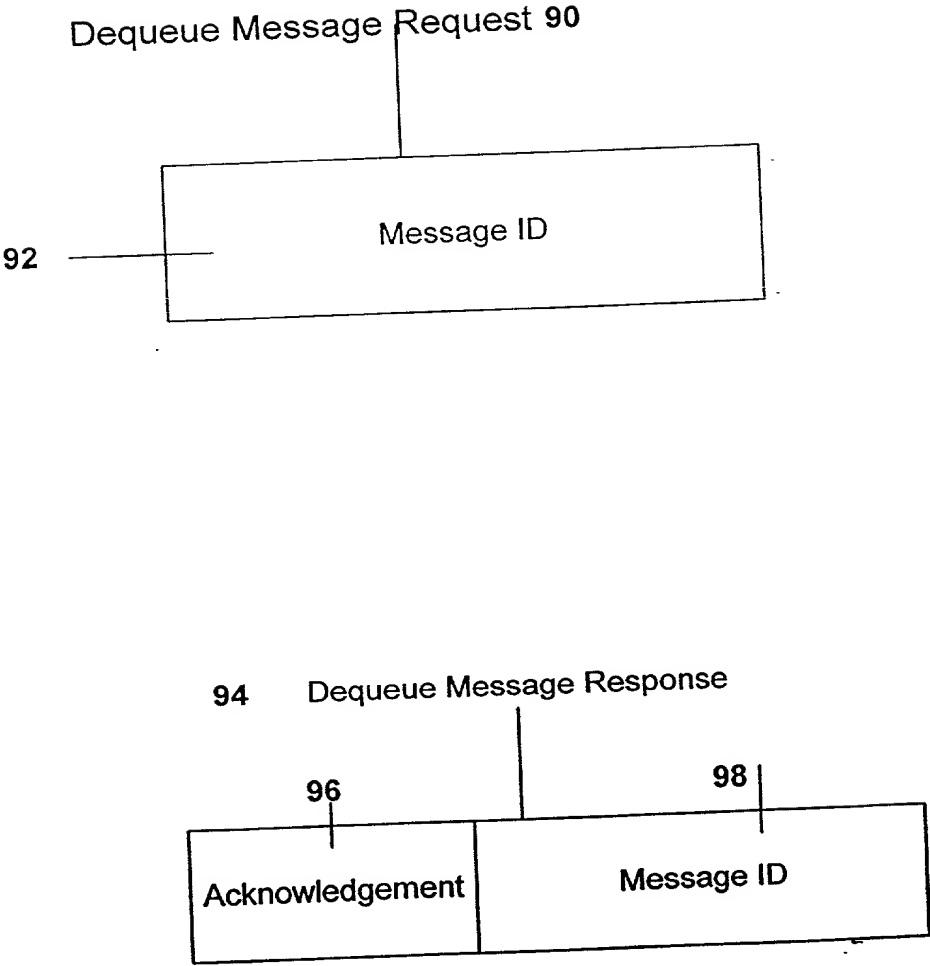 Dequeue Message Request 90
Message ID
92
94 Dequeue Message Response
96
98
Acknowledgement
Message ID